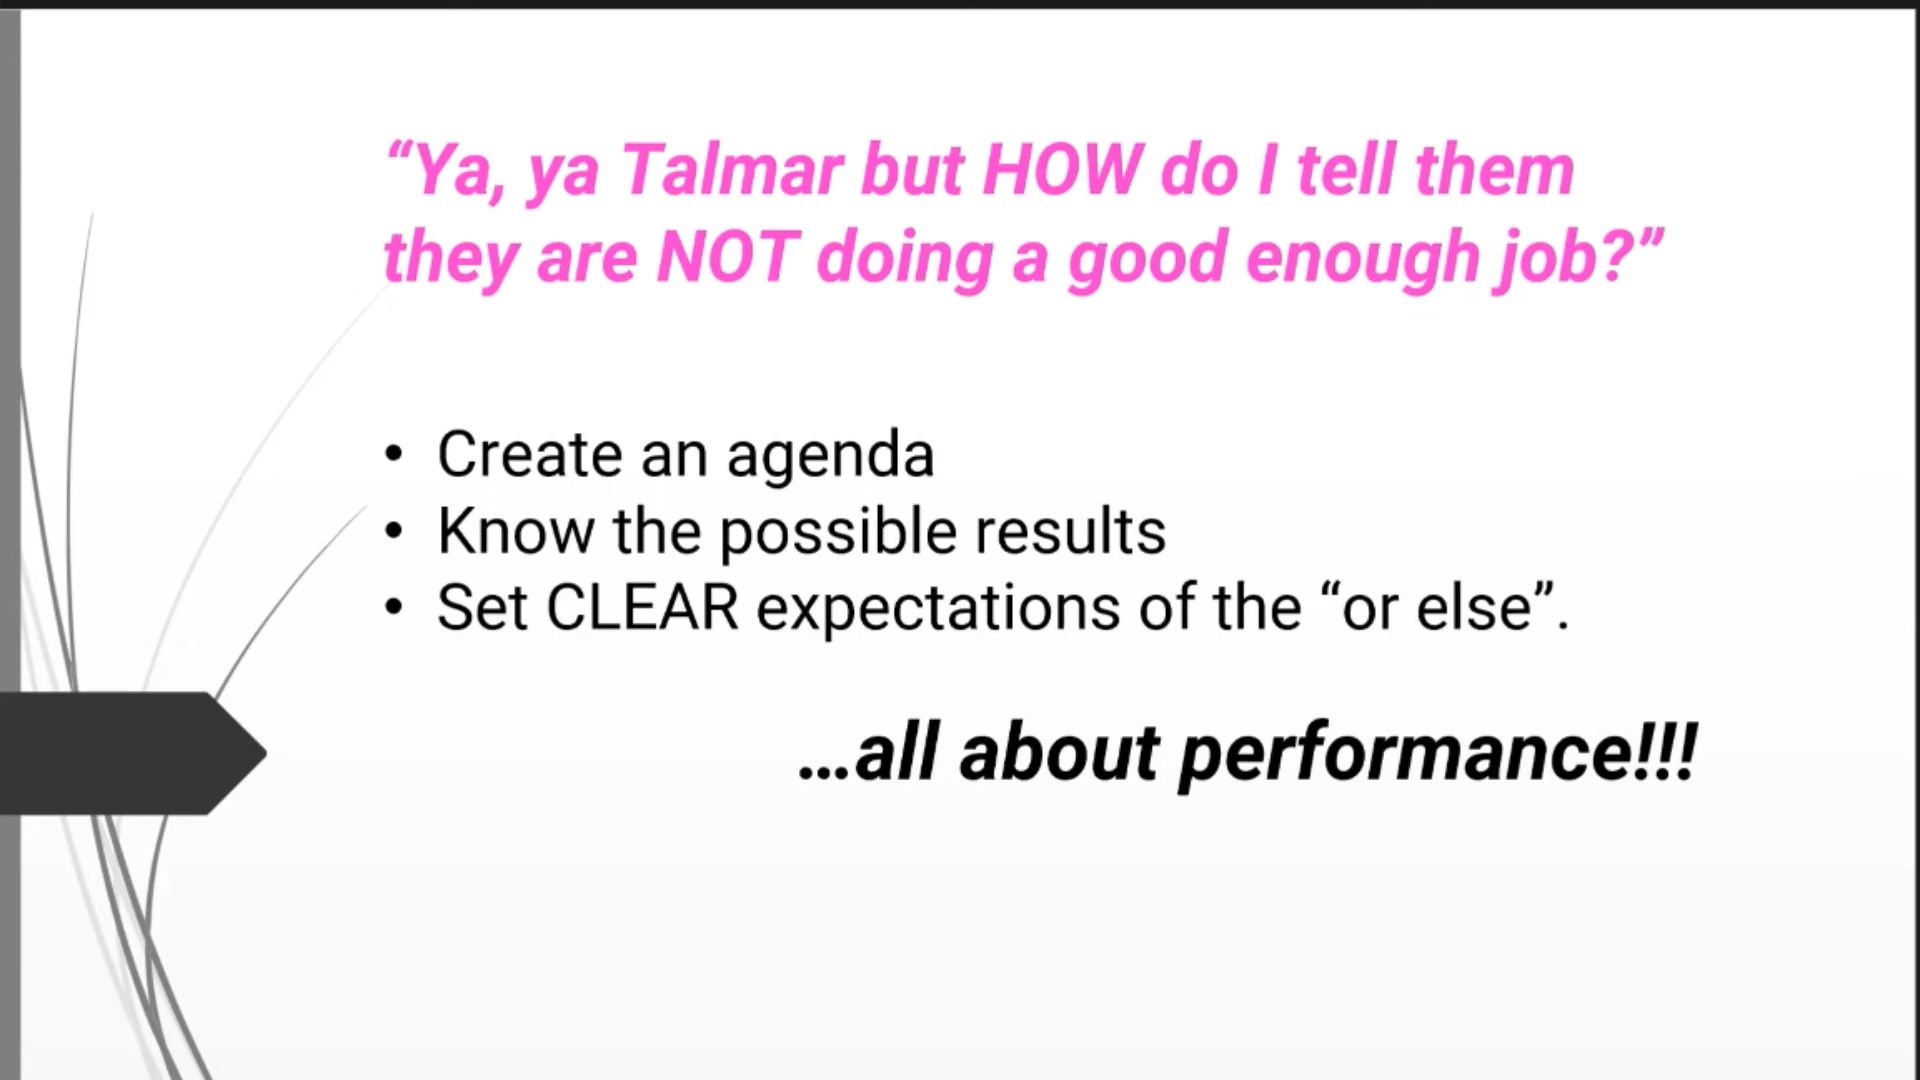 “Ya, ya Talmar but HOW do I tell them
they are NOT doing a good enough job?”
• Create an agenda
• Know the possible results
• Set CLEAR expectations of the “or else”.
...all about performance!!!